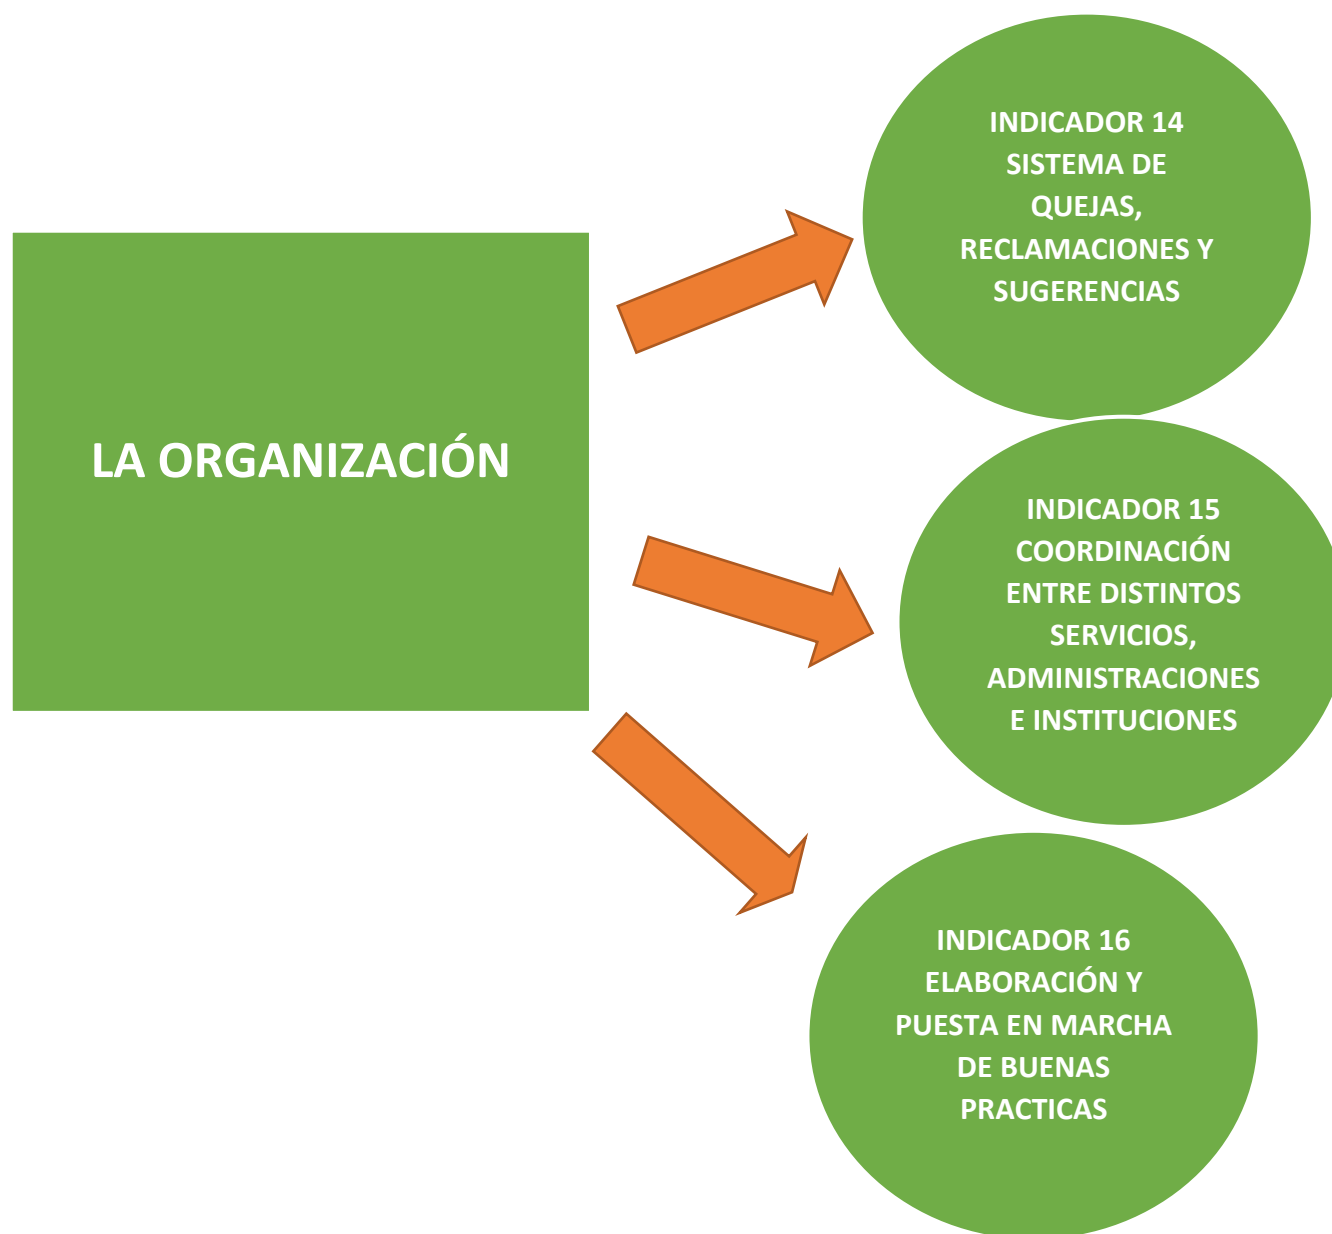 LA ORGANIZACIÓN
INDICADOR 14
SISTEMA DE
QUEJAS,
RECLAMACIONES Y
SUGERENCIAS
INDICADOR 15
COORDINACIÓN
ENTRE DISTINTOS
SERVICIOS,
ADMINISTRACIONES
E INSTITUCIONES
INDICADOR 16
ELABORACIÓN Y
PUESTA EN MARCHA
DE BUENAS
PRACTICAS